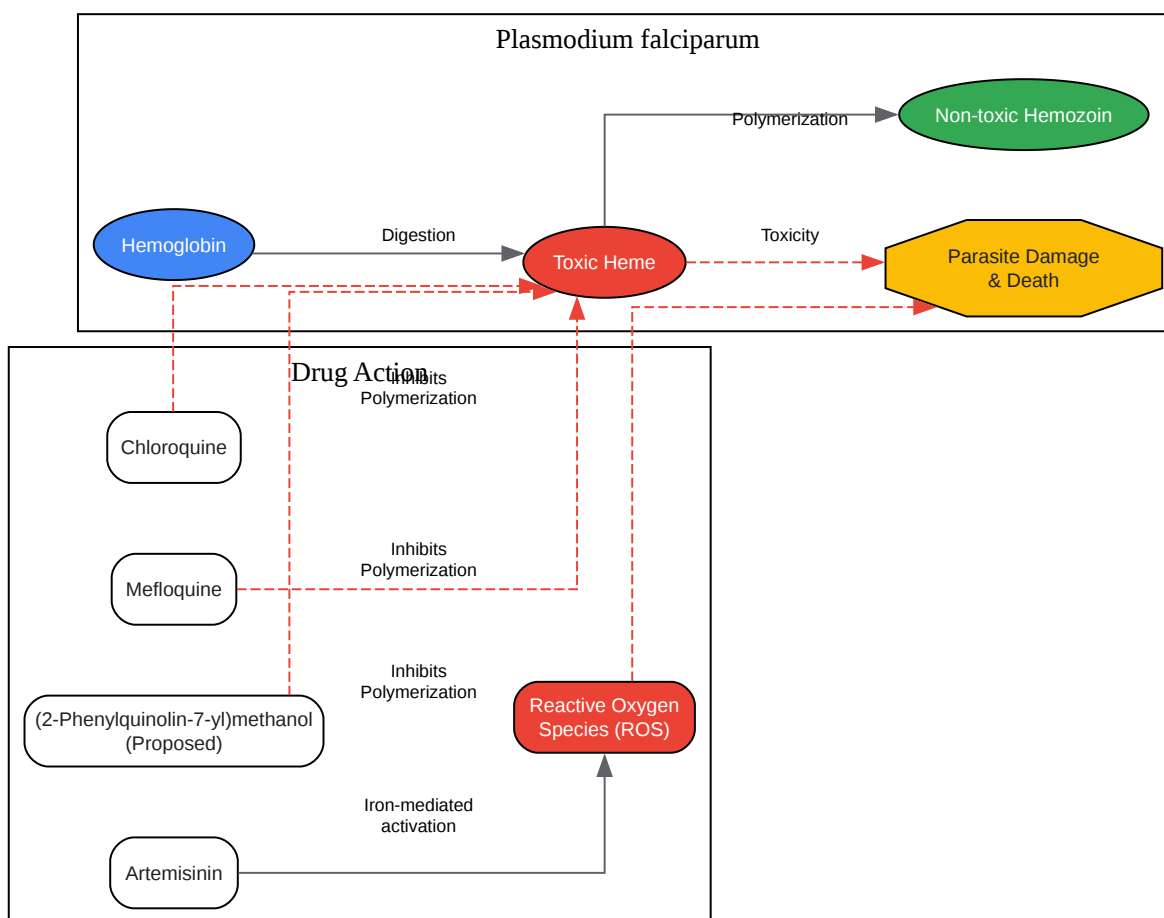 Plasmodium falciparum
Polymerization
Non-toxic Hemozoin
Hemoglobin
Digestion
Toxic Heme
Toxicity
Parasite Damage
& Death
Drug Action
Inhibits
Polymerization
Chloroquine
Inhibits
Polymerization
Mefloquine
Inhibits
Polymerization
(2-Phenylquinolin-7-yl)methanol
(Proposed)
Reactive Oxygen
Species (ROS)
Iron-mediated
activation
Artemisinin